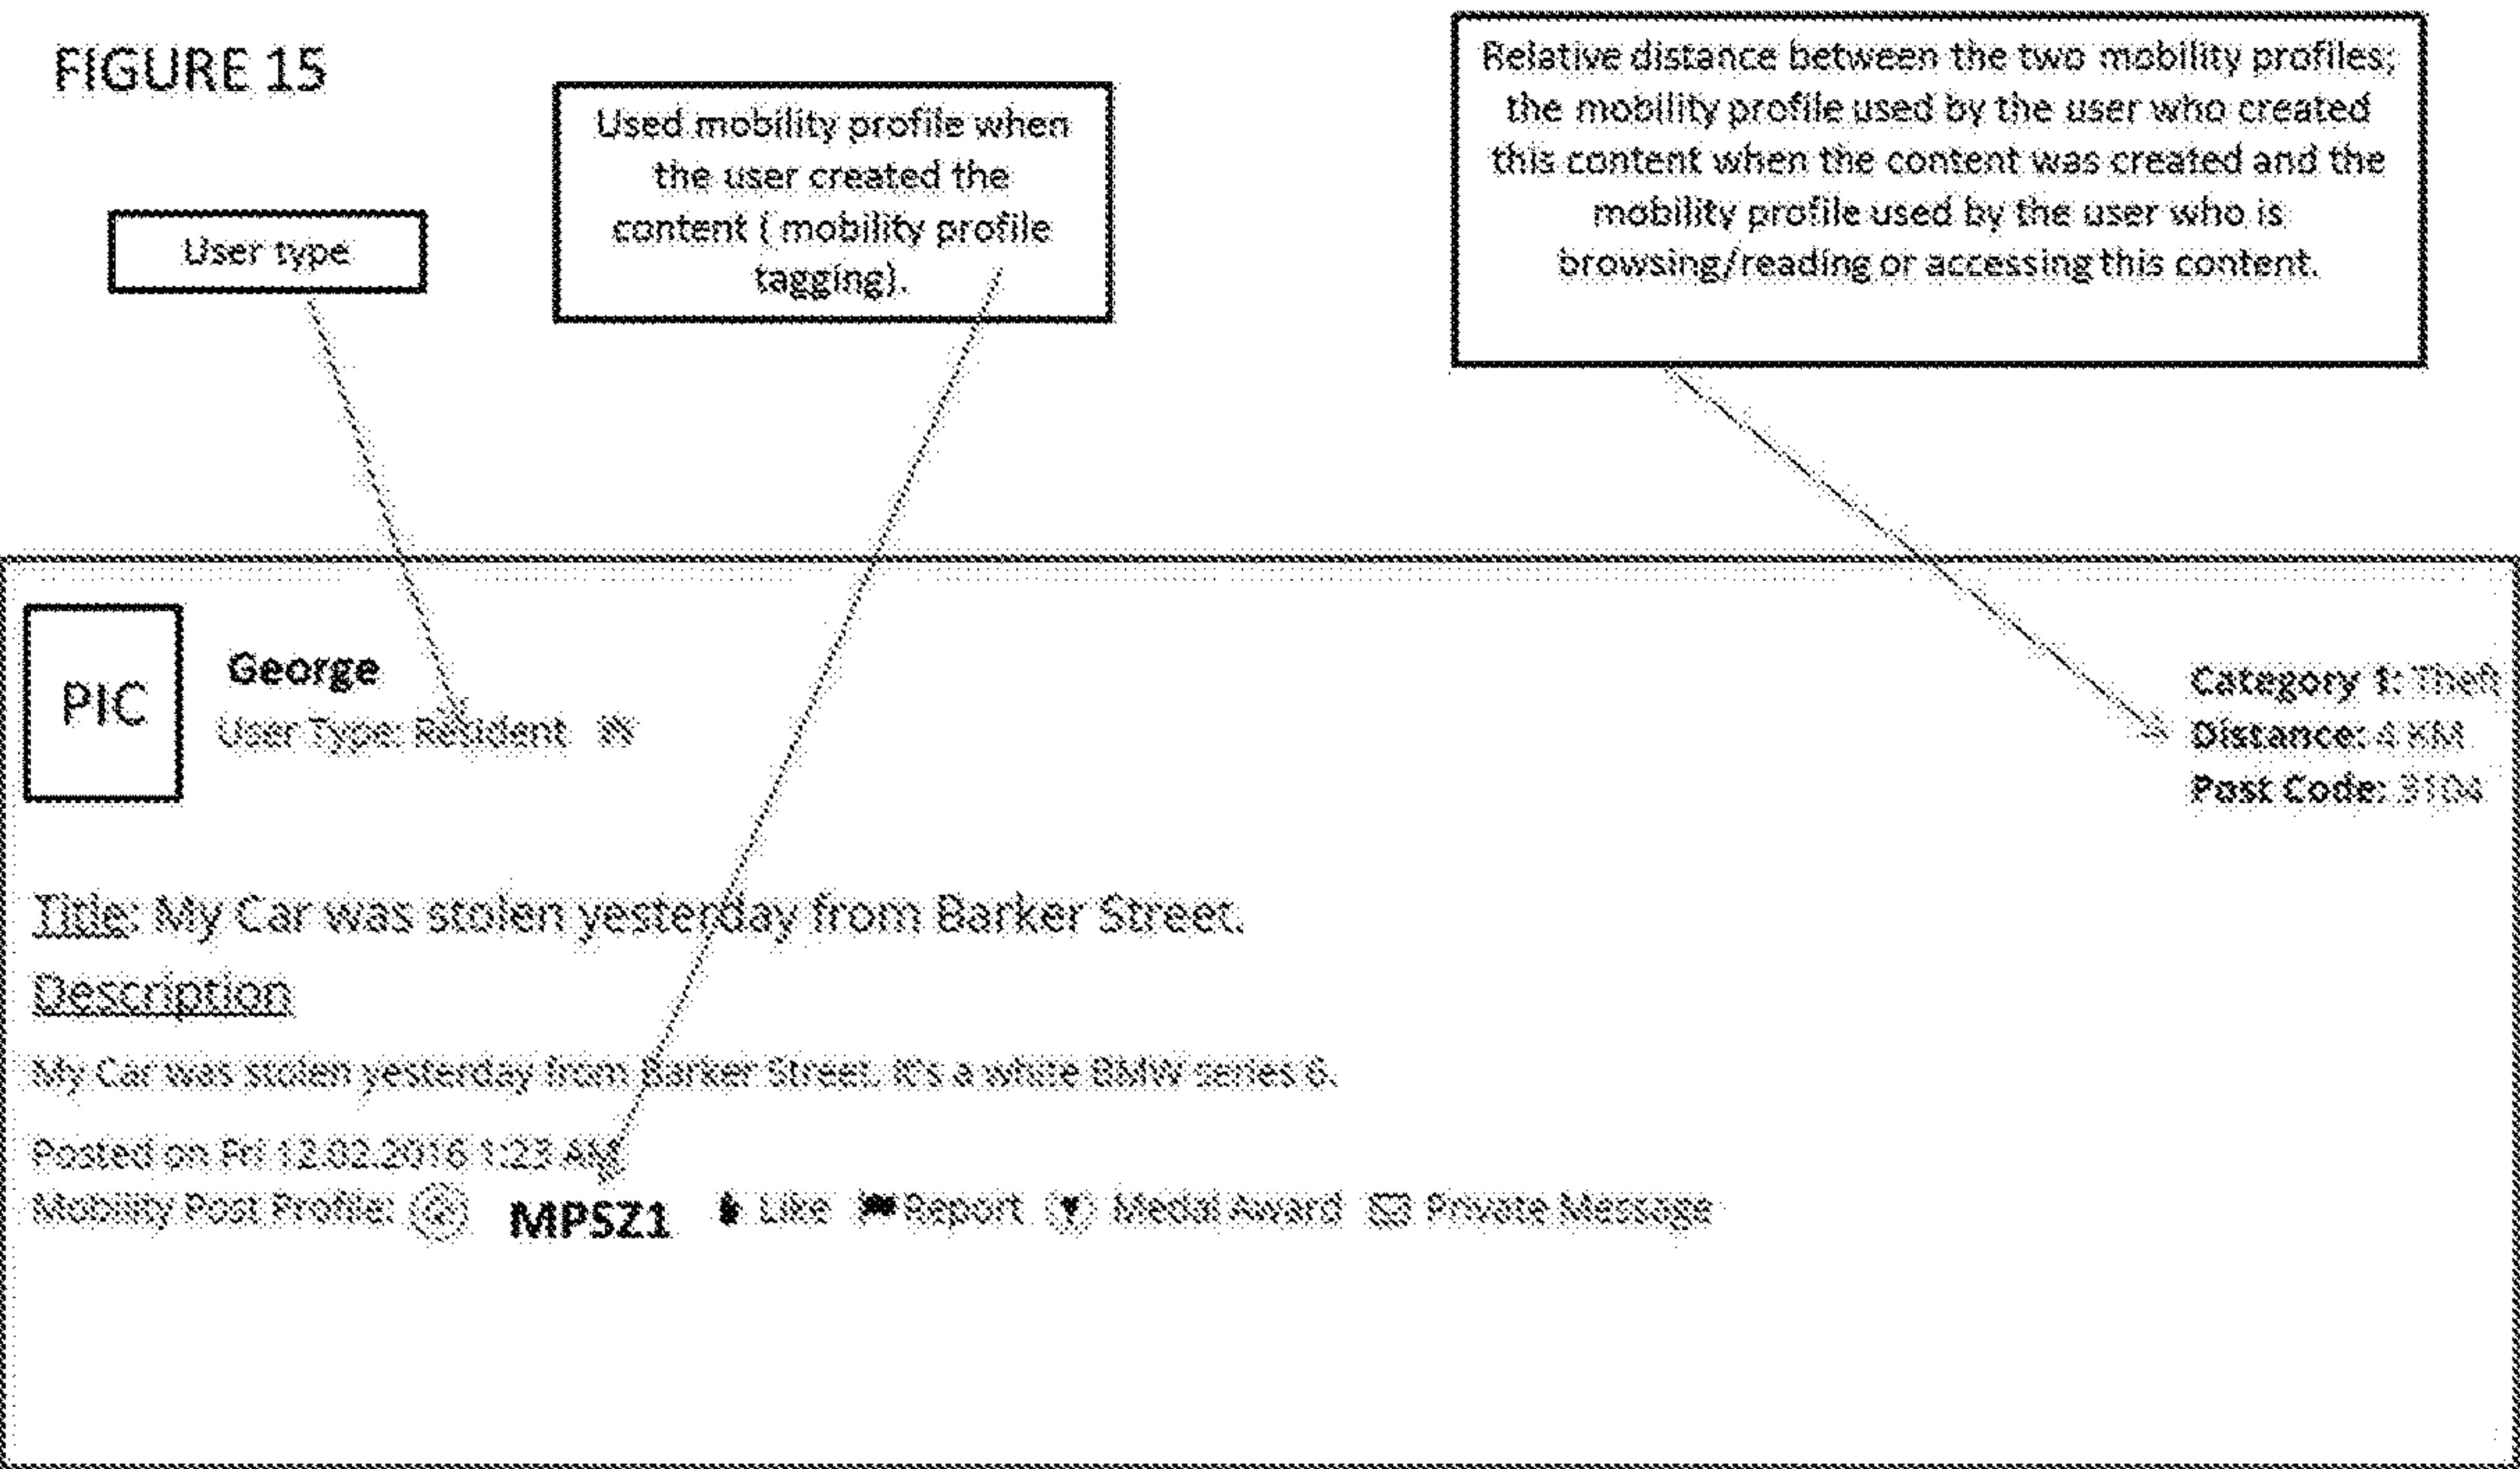 FIGURE 15
User type
Used mobility profile when
the user created the
content ( mobility profile
tagging).
Relative distance between the two mobility profiles;
the mobility profile used by the user who created
this content when the content was created and the
mobility profile used by the user who is
browsing/reading or accessing this content.
PIC
George
User Type: Resident
Category 1: Theft
Distance: 4 KM
Post Code: 3104
Title: My Car was stolen yesterday from Barker Street.
Description
My Car was stolen yesterday from Barker Street. It's a white BMW series 6.
Posted on Fri 12.02.2016 1:23 AM
Mobility Post Profile: MPSZ1 Like Report Medal Award Private Message